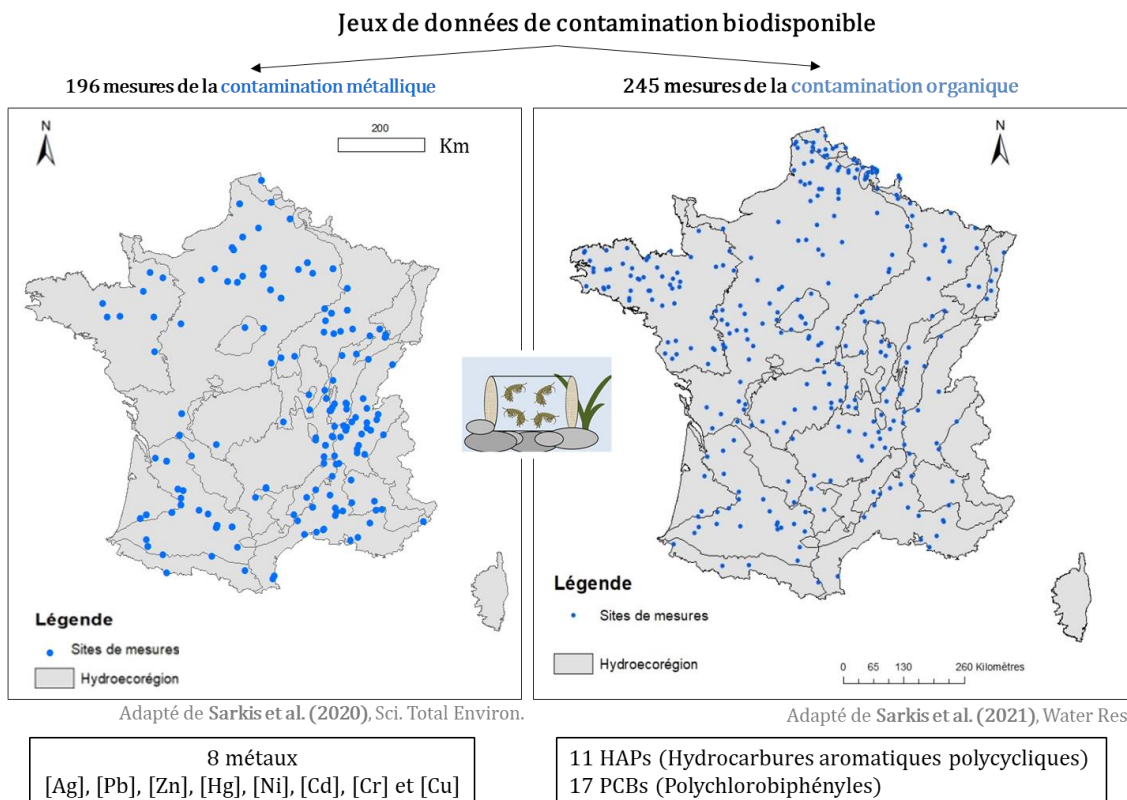 Jeux de données de contamination biodisponible
196 mesures de la contamination métallique
245 mesures de la contamination organique
N
200
Km
Légende
Sites de mesures
Hydroecorégion
N
Légende
Sites de mesures
Hydroecorégion
0 65 130 260 Kilomètres
Adapté de Sarkis et al. (2020), Sci. Total Environ.
Adapté de Sarkis et al. (2021), Water Res
8 métaux
[Ag], [Pb], [Zn], [Hg], [Ni], [Cd], [Cr] et [Cu]
11 HAPs (Hydrocarbures aromatiques polycycliques)
17 PCBs (Polychlorobiphényles)